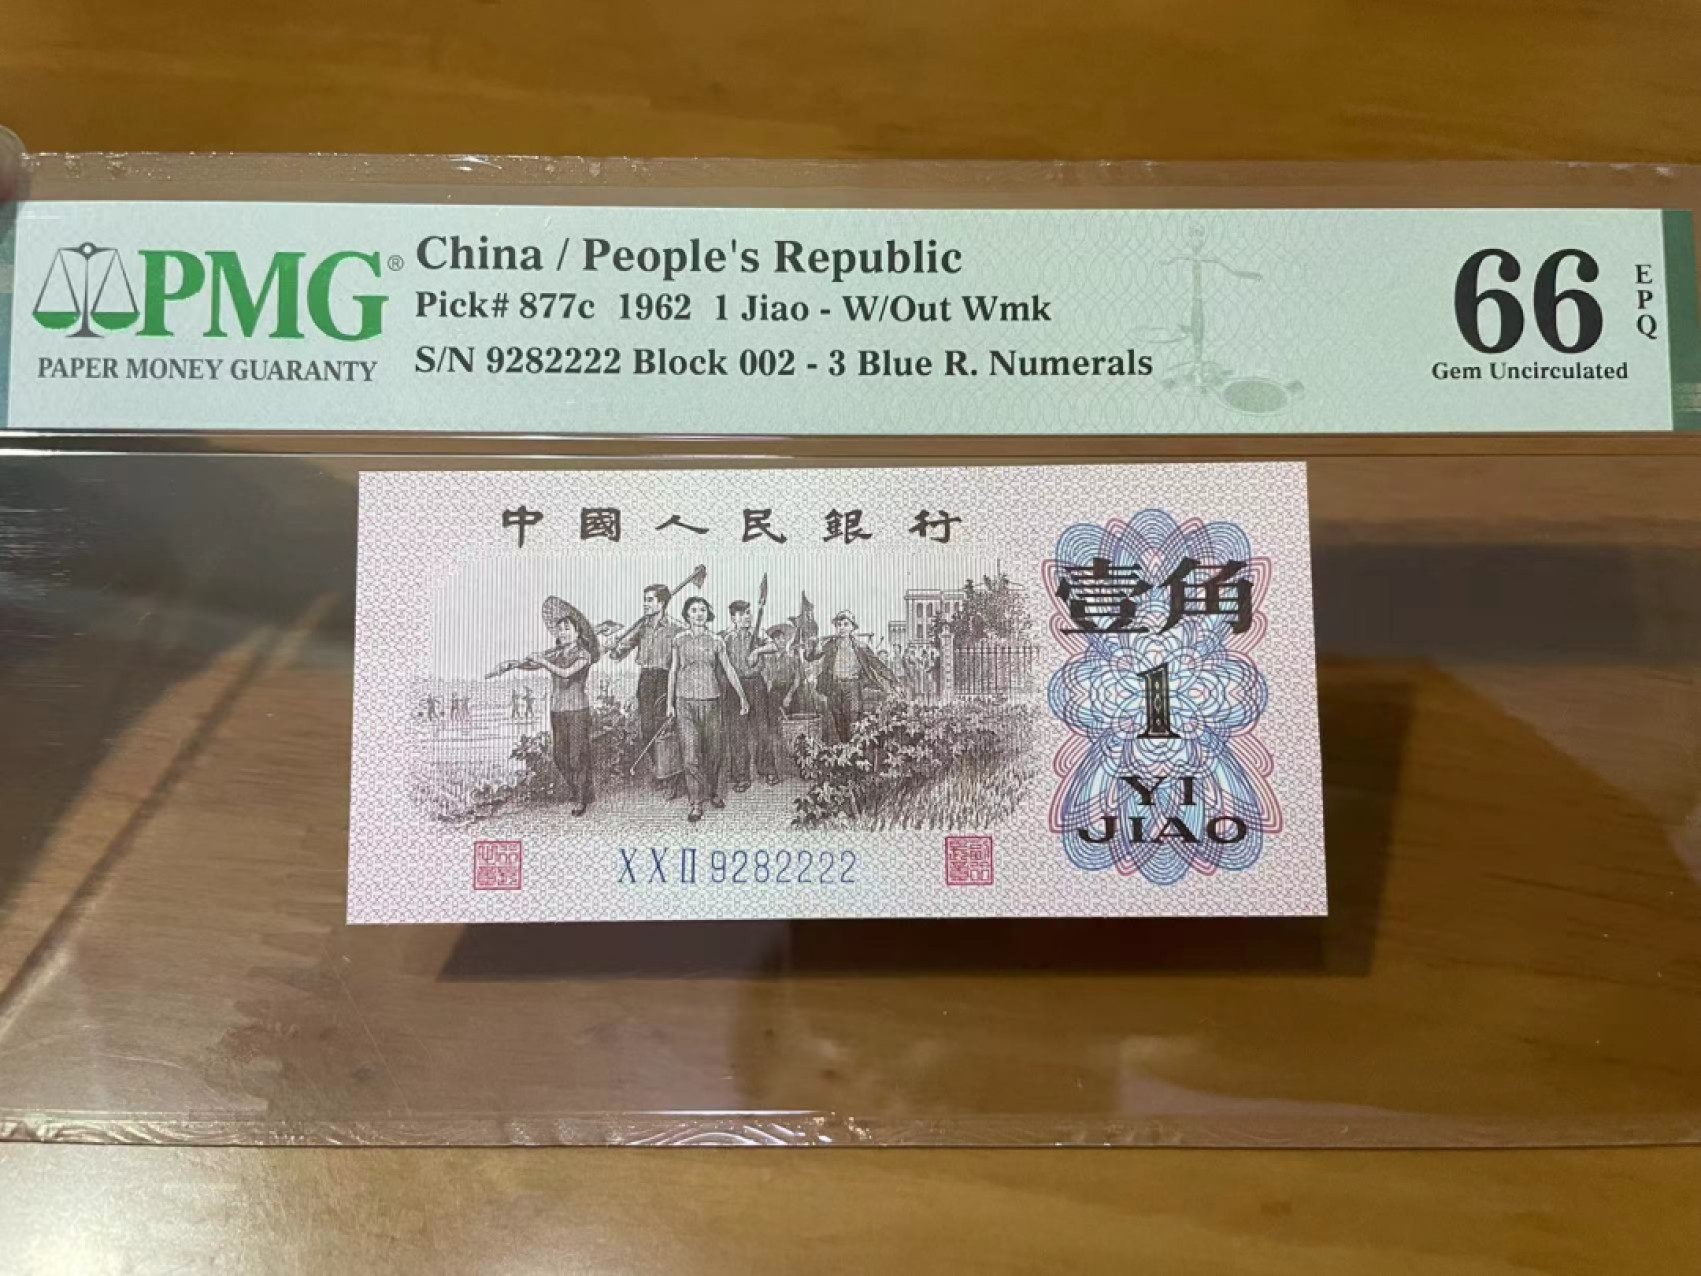 PMG®
PAPER MONEY GUARANTY
China / People's Republic
Pick# 877c 1962 1 Jiao - W/Out Wmk
S/N 9282222 Block 002 - 3 Blue R. Numerals
66
EPQ
Gem Uncirculated
中國人民銀行
壹角
1
YI
JIAO
XXII 9282222